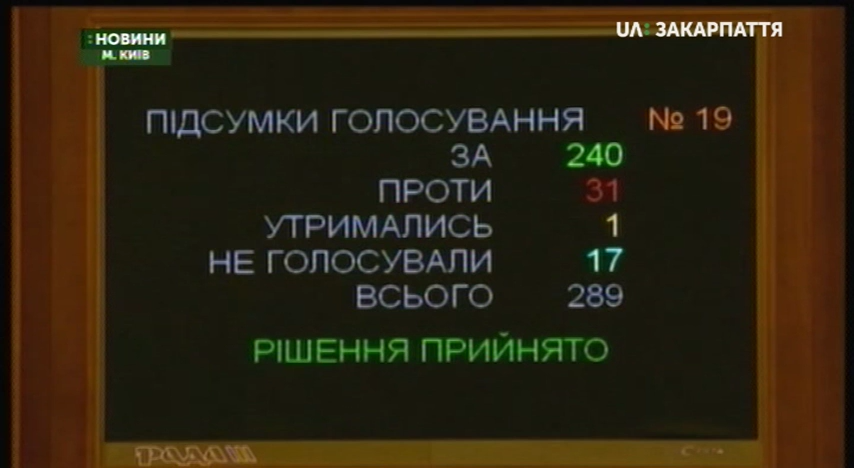 :НОВИНИ
М. КИЇВ
UA: ЗАКАРПАТТЯ
ПІДСУМКИ ГОЛОСУВАННЯ № 19
ЗА 240
ПРОТИ 31
УТРИМАЛИСЬ 1
НЕ ГОЛОСУВАЛИ 17
ВСЬОГО 289
РІШЕННЯ ПРИЙНЯТО
РАДА